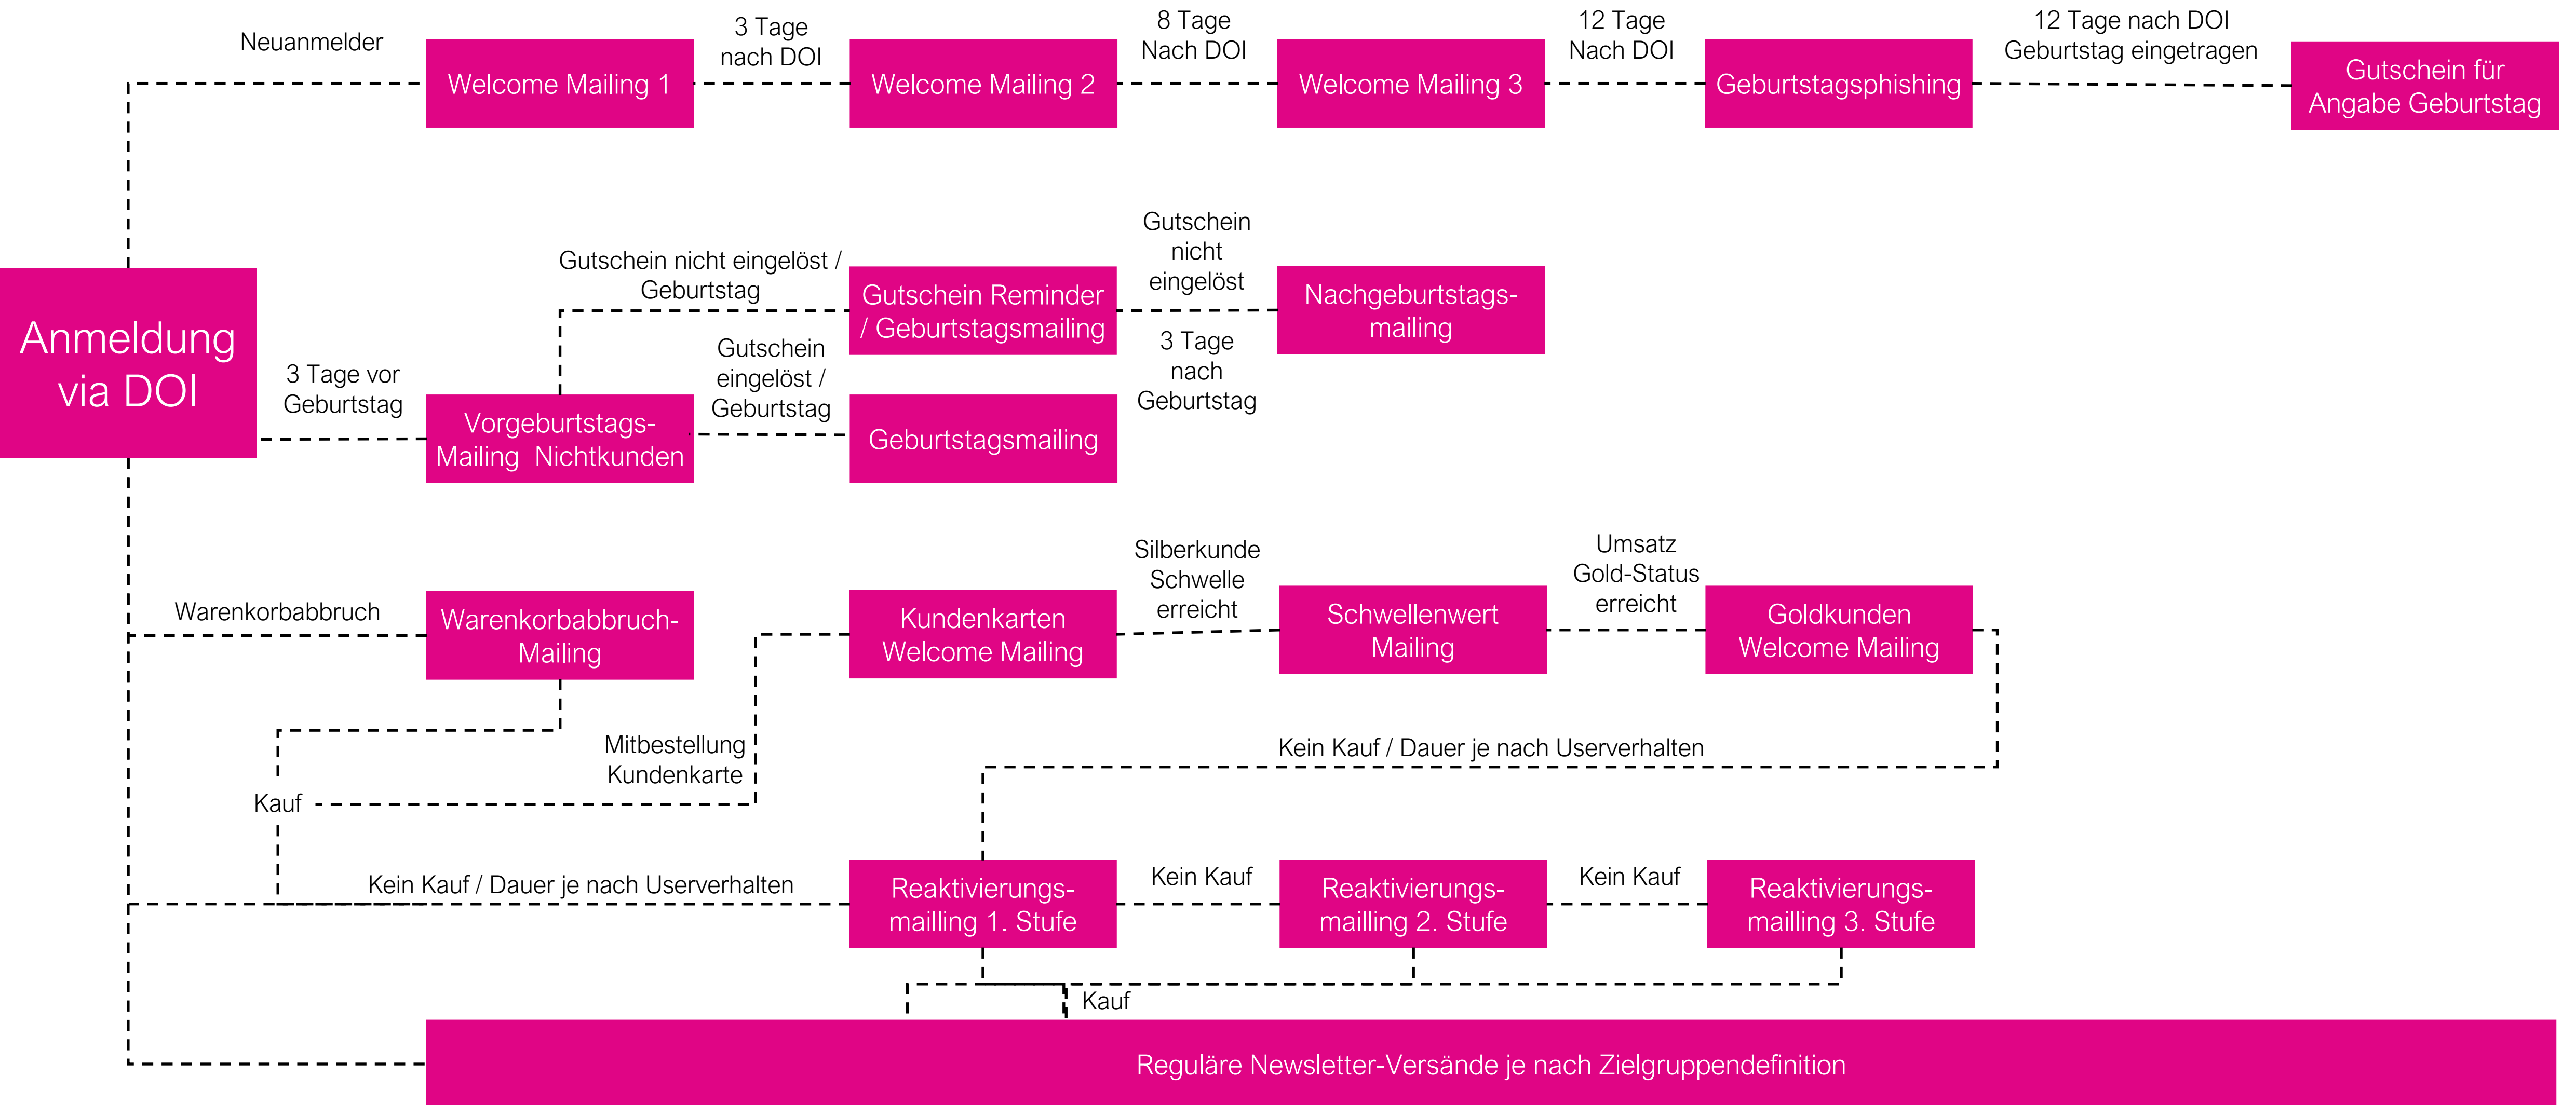 Neuanmelder
Welcome Mailing 1
3 Tage
nach DOI
Welcome Mailing 2
8 Tage
Nach DOI
Welcome Mailing 3
12 Tage
Nach DOI
Geburtstagsphishing
12 Tage nach DOI
Geburtstag eingetragen
Gutschein für
Angabe Geburtstag
Anmeldung
via DOI
3 Tage vor
Geburtstag
Vorgeburtstags-
Mailing Nichtkunden
Gutschein nicht eingelöst /
Geburtstag
Gutschein Reminder
/ Geburtstagsmailing
Gutschein
nicht
eingelöst
3 Tage
nach
Geburtstag
Nachgeburtstags-
mailing
Gutschein
eingelöst /
Geburtstag
Geburtstagsmailing
Warenkorbabbruch
Warenkorbabbruch-
Mailing
Kauf
Mitbestellung
Kundenkarte
Kundenkarten
Welcome Mailing
Silberkunde
Schwelle
erreicht
Schwellenwert
Mailing
Umsatz
Gold-Status
erreicht
Goldkunden
Welcome Mailing
Kein Kauf / Dauer je nach Userverhalten
Kein Kauf / Dauer je nach Userverhalten
Reaktivierungs-
mailling 1. Stufe
Kein Kauf
Reaktivierungs-
mailling 2. Stufe
Kein Kauf
Reaktivierungs-
mailling 3. Stufe
Kauf
Reguläre Newsletter-Versände je nach Zielgruppendefinition